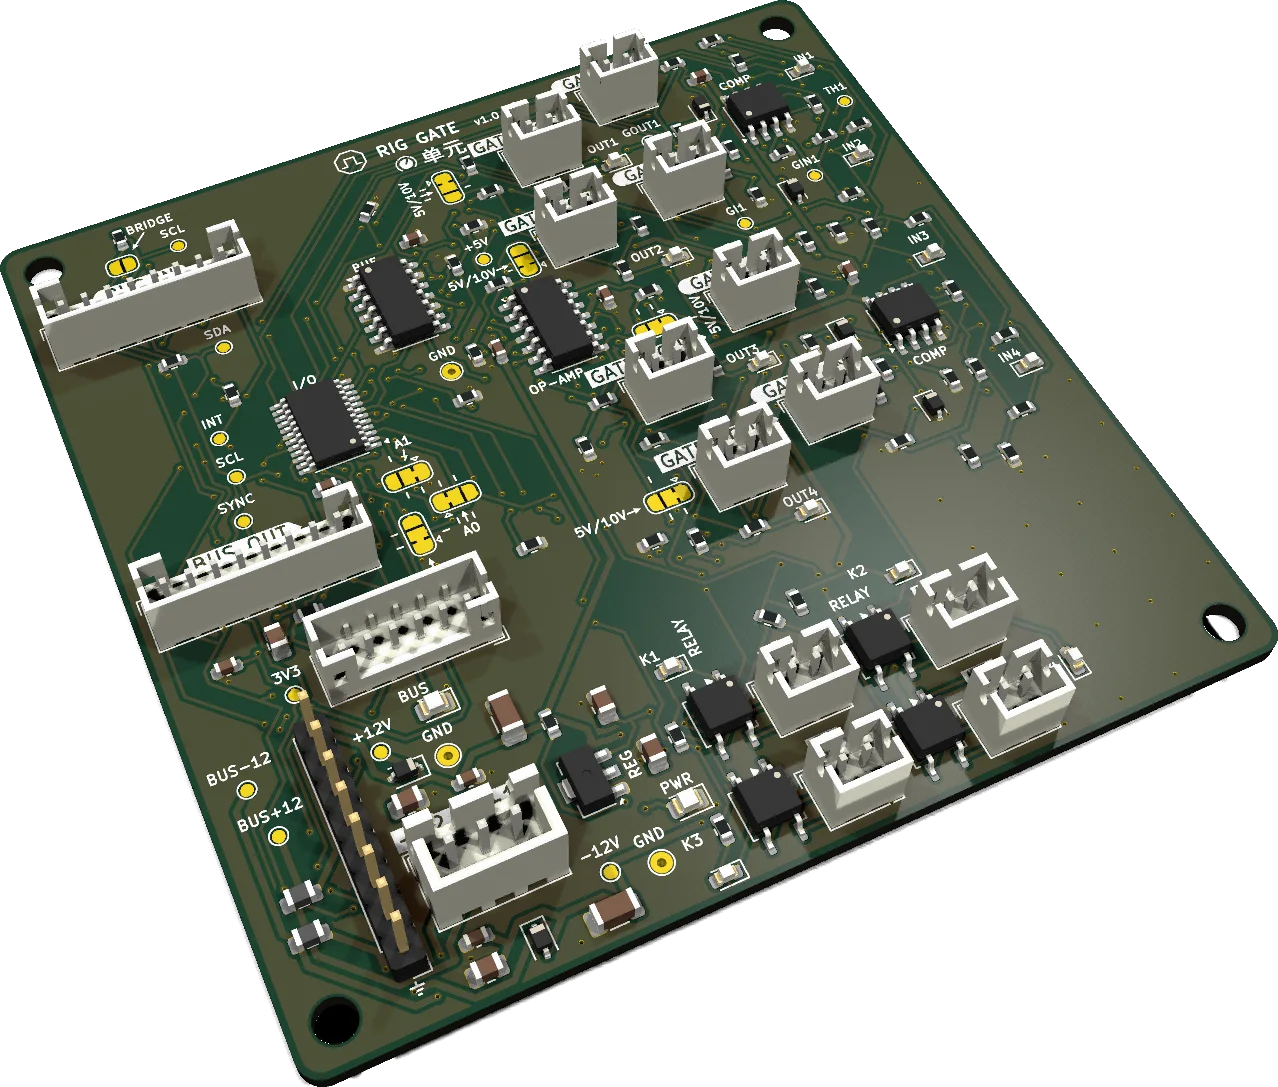 RIG GATE v1.0
单元
IN1
COMP
TH1
GOUT1
OUT1
IN2
GIN1
5V/10V
BRIDGE
SCL
+5V
GI1
OUT2
IN3
5V/10V
SDA
GND
5V/10V
OUT3
COMP
IN4
OP-AMP
I/O
A1
INT
SCL
SYNC
A0
5V/10V
OUT4
BUS OUT
K2
RELAY
K1
RELAY
3V3
BUS
+12V
GND
REG
BUS-12
PWR
BUS+12
-12V
GND
K3